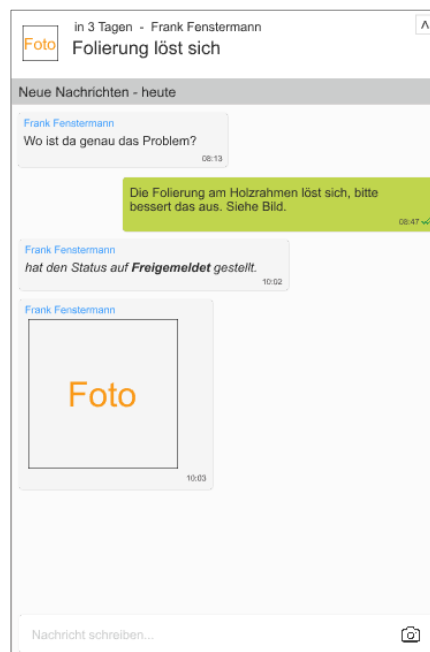 Foto
in 3 Tagen - Frank Fenstermann
Folierung löst sich
Neue Nachrichten - heute
Frank Fenstermann
Wo ist da genau das Problem?
08:13
Die Folierung am Holzrahmen löst sich, bitte
bessert das aus. Siehe Bild.
08:47
Frank Fenstermann
hat den Status auf Freigemeldet gestellt.
10:02
Frank Fenstermann
Foto
10:03
Nachricht schreiben...